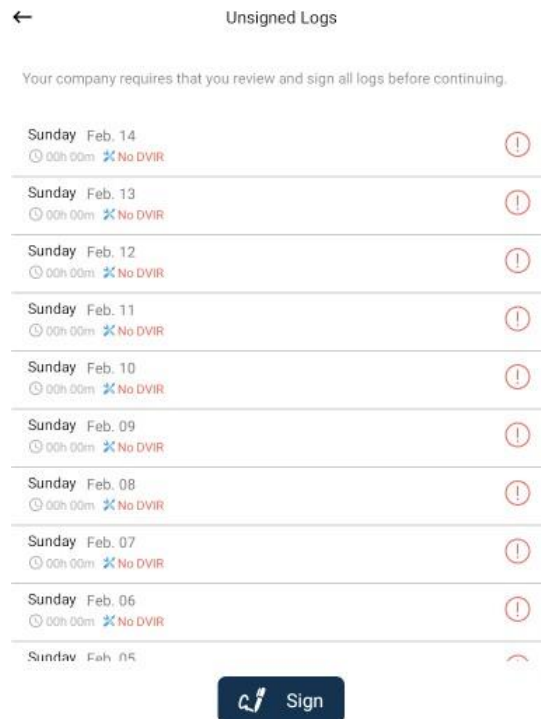 Unsigned Logs
Your company requires that you review and sign all logs before continuing.
Sunday Feb. 14
00h 00m No DVIR
Sunday Feb. 13
00h 00m No DVIR
Sunday Feb. 12
00h 00m No DVIR
Sunday Feb. 11
00h 00m No DVIR
Sunday Feb. 10
00h 00m No DVIR
Sunday Feb. 09
00h 00m No DVIR
Sunday Feb. 08
00h 00m No DVIR
Sunday Feb. 07
00h 00m No DVIR
Sunday Feb. 06
00h 00m No DVIR
Sunday Feb. 05
Sign